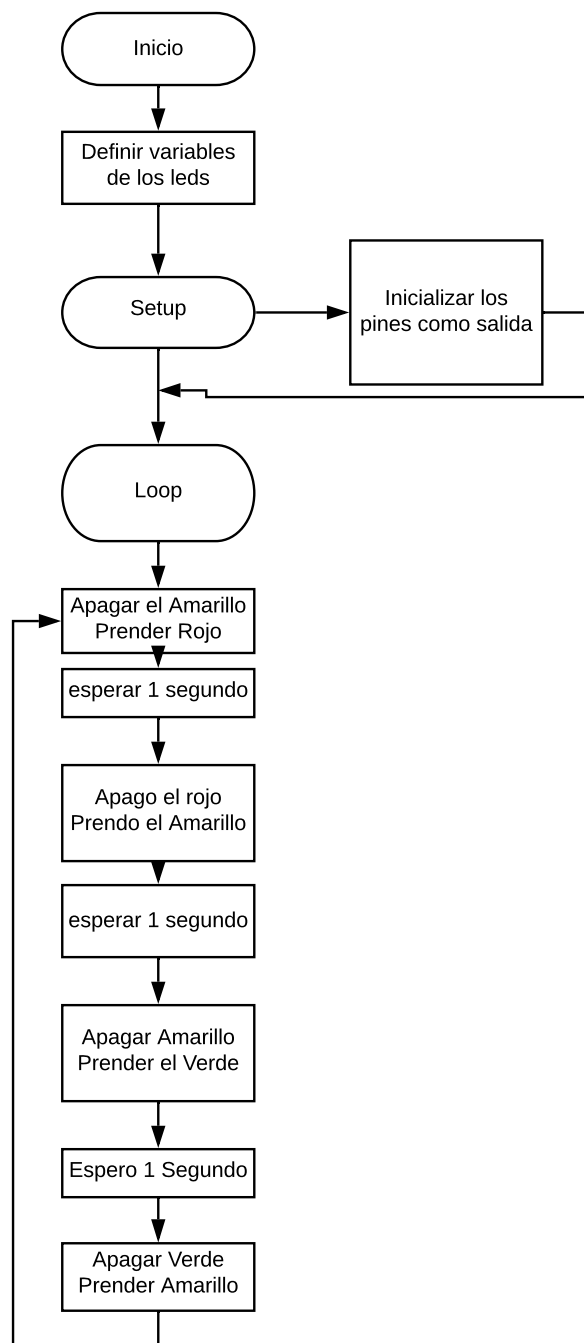 Inicio
Definir variables
de los leds
Setup
Inicializar los
pines como salida
Loop
Apagar el Amarillo
Prender Rojo
esperar 1 segundo
Apago el rojo
Prendo el Amarillo
esperar 1 segundo
Apagar Amarillo
Prender el Verde
Espero 1 Segundo
Apagar Verde
Prender Amarillo